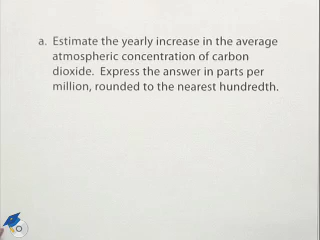 a. Estimate the yearly increase in the average
atmospheric concentration of carbon
dioxide. Express the answer in parts per
million, rounded to the nearest hundredth.